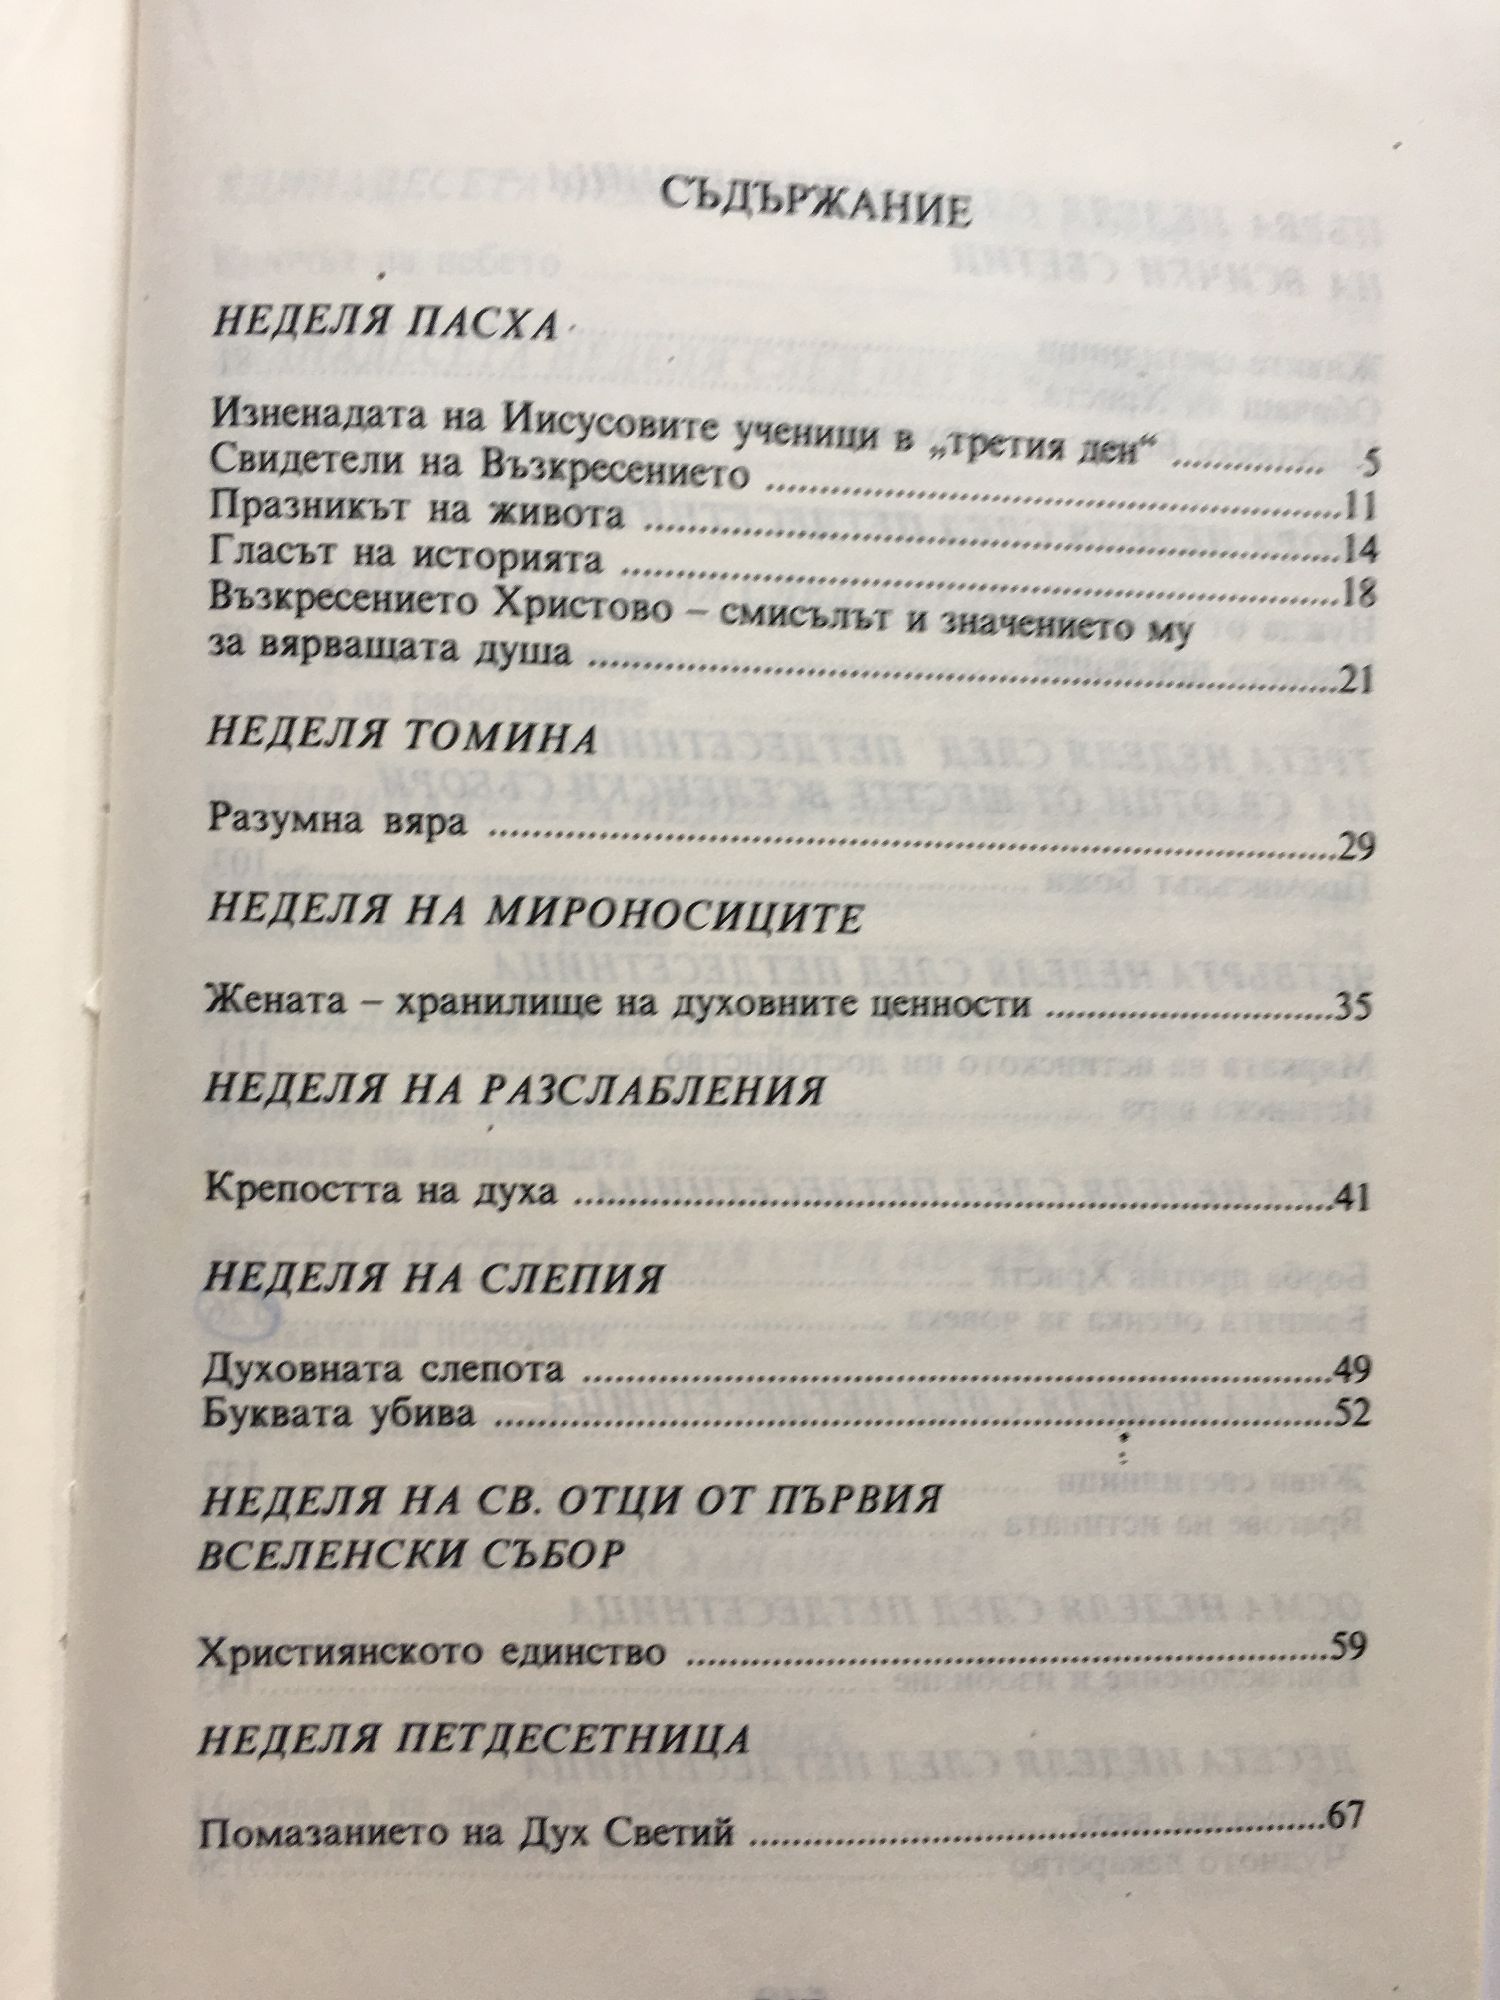 СЪДЪРЖАНИЕ
НЕДЕЛЯ ПАСХА
Изненадата на Иисусовите ученици в „третия ден“ ............... 5
Свидетели на Възкресението ..........................................................11
Празникът на живота ......................................................................14
Гласът на историята ........................................................................18
Възкресението Христово – смисълът и значението му
за вярващата душа ...........................................................................21
НЕДЕЛЯ ТОМИНА
Разумна вяра ....................................................................................29
НЕДЕЛЯ НА МИРОНОСИЦИТЕ
Жената – хранилище на духовните ценности ............................35
НЕДЕЛЯ НА РАЗСЛАБЛЕНИЯ
Крепостта на духа ...........................................................................41
НЕДЕЛЯ НА СЛЕПИЯ
Духовната слепота ..........................................................................49
Буквата убива ...................................................................................52
НЕДЕЛЯ НА СВ. ОТЦИ ОТ ПЪРВИЯ
ВСЕЛЕНСКИ СЪБОР
Християнското единство ................................................................59
НЕДЕЛЯ ПЕТДЕСЕТНИЦА
Помазанието на Дух Светий .........................................................67